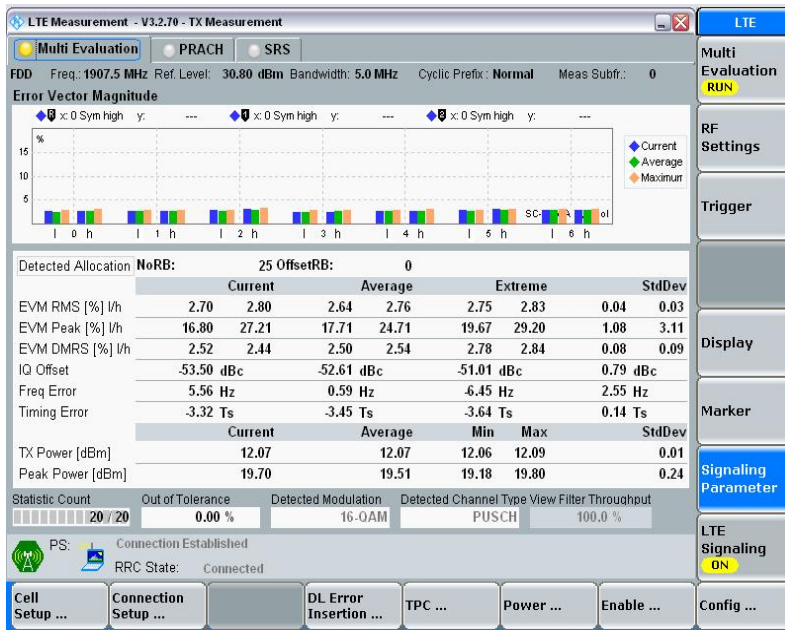 LTE Measurement - V3.2.70 - TX Measurement
LTE
Multi Evaluation PRACH SRS
Multi Evaluation RUN
FDD Freq.: 1907.5 MHz Ref. Level: 30.80 dBm Bandwidth: 5.0 MHz Cyclic Prefix : Normal Meas Subfr.: 0
Error Vector Magnitude
R x: 0 Sym high y: --- 1 x: 0 Sym high y: --- 2 x: 0 Sym high y: ---
RF Settings
%
15
10
5
Current
Average
Maximum
SC- A ol
l 0 h l 1 h l 2 h l 3 h l 4 h l 5 h l 6 h
Trigger
Detected Allocation NoRB: 25 OffsetRB: 0
Current Average Extreme StdDev
EVM RMS [%] l/h 2.70 2.80 2.64 2.76 2.75 2.83 0.04 0.03
EVM Peak [%] l/h 16.80 27.21 17.71 24.71 19.67 29.20 1.08 3.11
EVM DMRS [%] l/h 2.52 2.44 2.50 2.54 2.78 2.84 0.08 0.09
IQ Offset -53.50 dBc -52.61 dBc -51.01 dBc 0.79 dBc
Freq Error 5.56 Hz 0.59 Hz -6.45 Hz 2.55 Hz
Timing Error -3.32 Ts -3.45 Ts -3.64 Ts 0.14 Ts
Display
Marker
Current Average Min Max StdDev
TX Power [dBm] 12.07 12.07 12.06 12.09 0.01
Peak Power [dBm] 19.70 19.51 19.18 19.80 0.24
Signaling Parameter
Statistic Count Out of Tolerance Detected Modulation Detected Channel Type View Filter Throughput
20 / 20 0.00 % 16-QAM PUSCH 100.0 %
PS: Connection Established
RRC State: Connected
LTE Signaling ON
Cell Setup ... Connection Setup ... DL Error Insertion ... TPC ... Power ... Enable ... Config ...